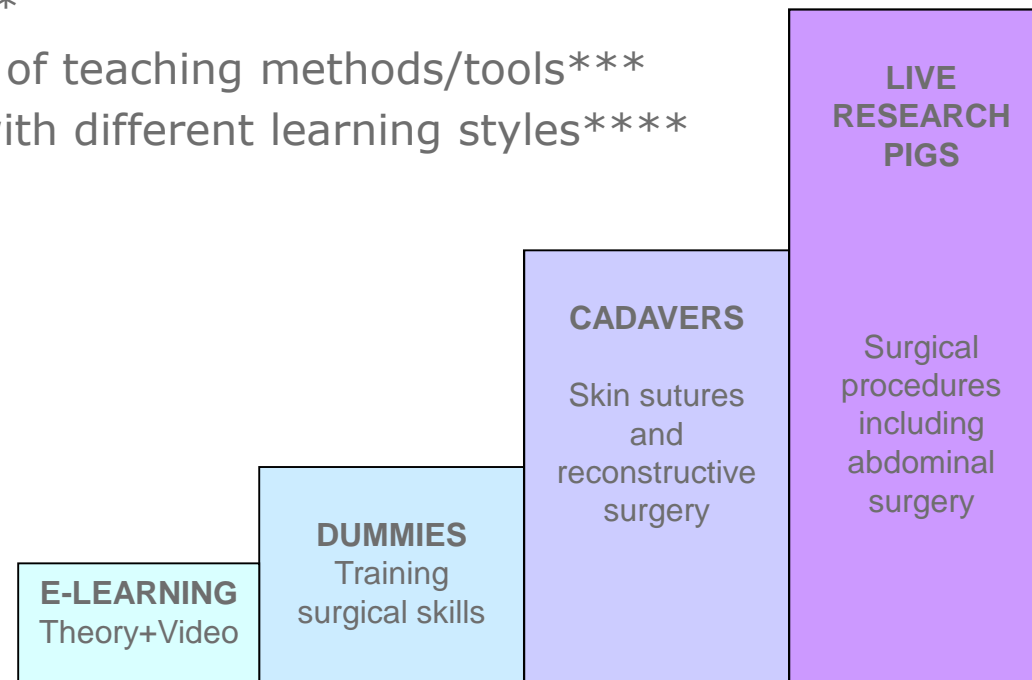 *
of teaching methods/tools***
with different learning styles****
LIVE
RESEARCH
PIGS
Surgical
procedures
including
abdominal
surgery
CADAVERS
Skin sutures
and
reconstructive
surgery
DUMMIES
Training
surgical skills
E-LEARNING
Theory+Video